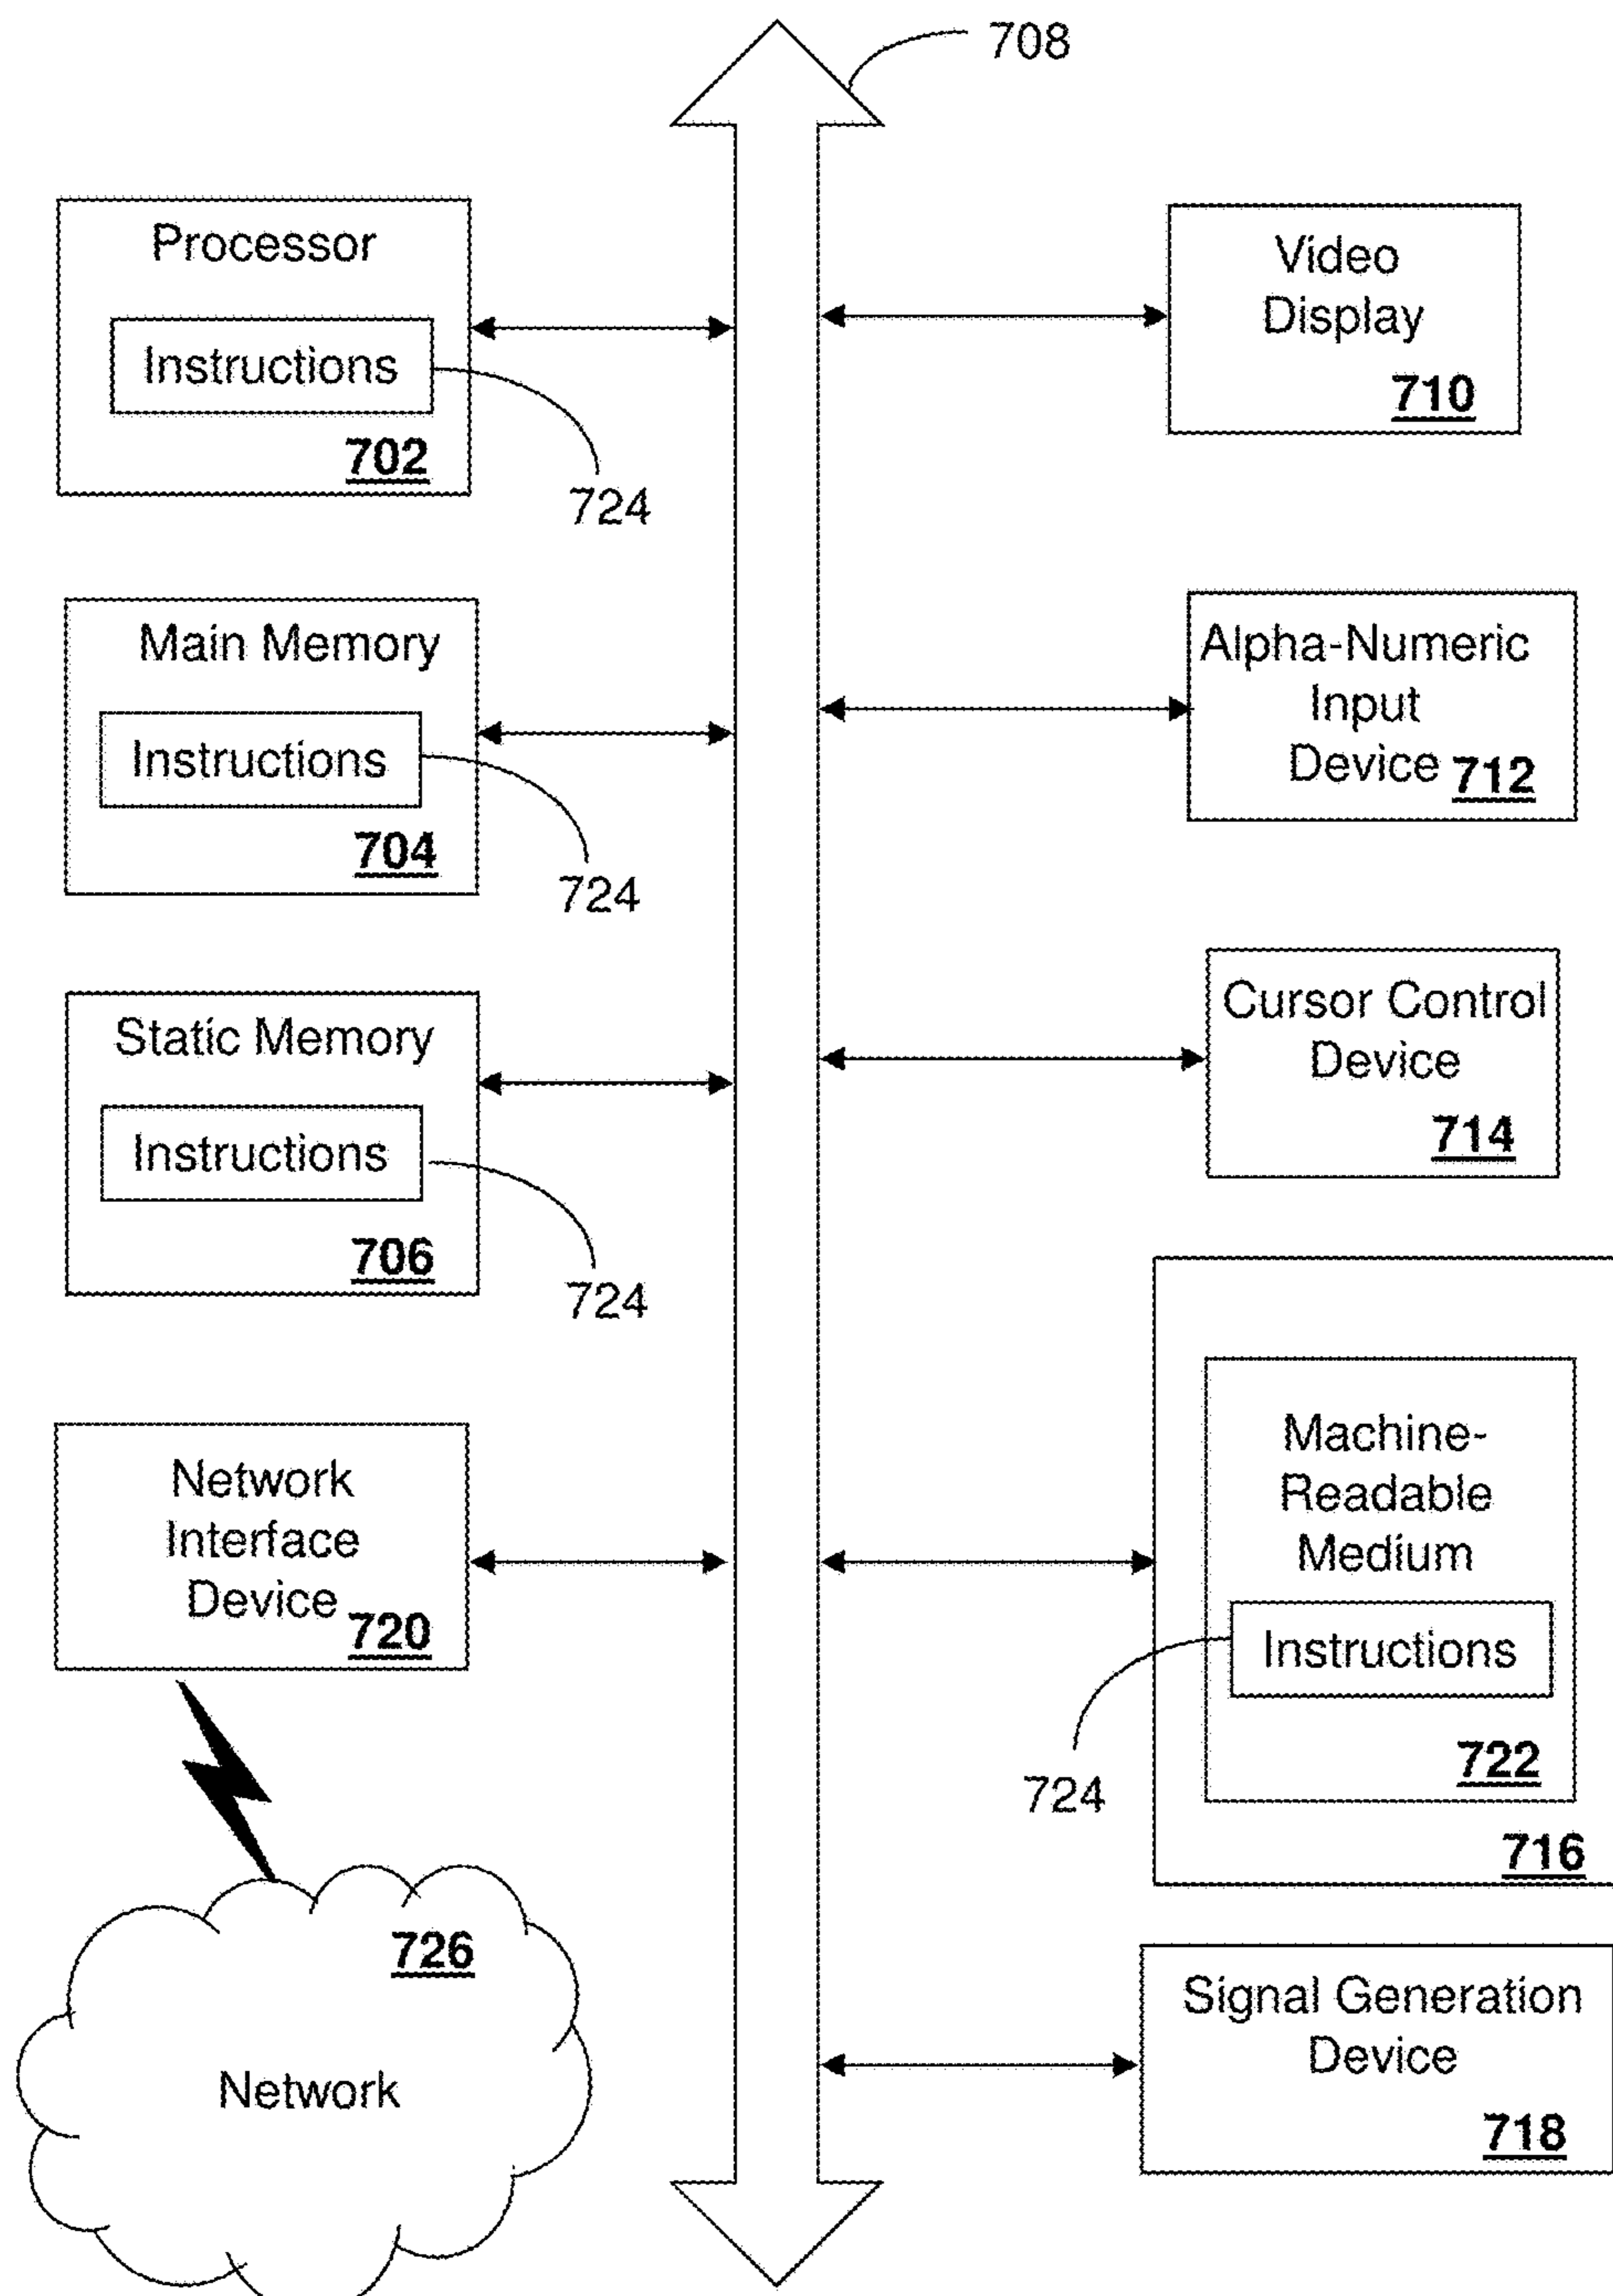 708
Processor
Instructions
702
724
Main Memory
Instructions
704
724
Static Memory
Instructions
706
724
Network
Interface
Device
720
726
Network
Video
Display
710
Alpha-Numeric
Input
Device
712
Cursor Control
Device
714
Machine-
Readable
Medium
Instructions
724
722
716
Signal Generation
Device
718